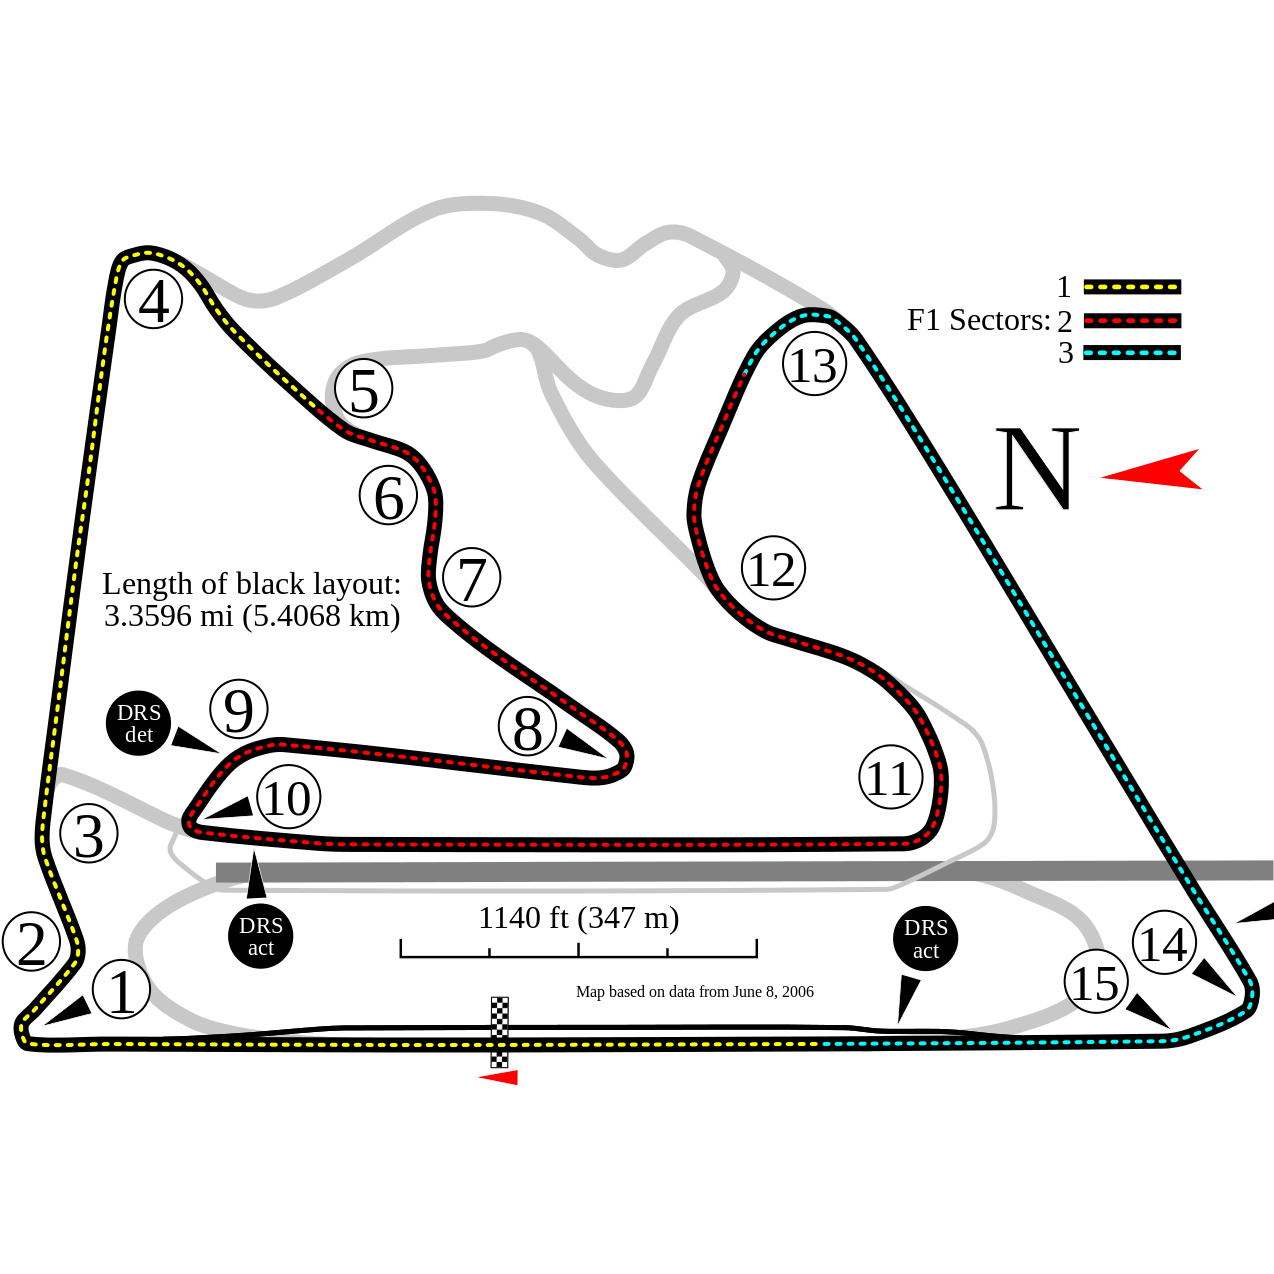 4
5
13
F1 Sectors:
1
2
3
N
6
7
12
Length of black layout:
3.3596 mi (5.4068 km)
DRS
det
9
8
10
11
3
2
1
DRS
act
1140 ft (347 m)
DRS
act
14
15
Map based on data from June 8, 2006